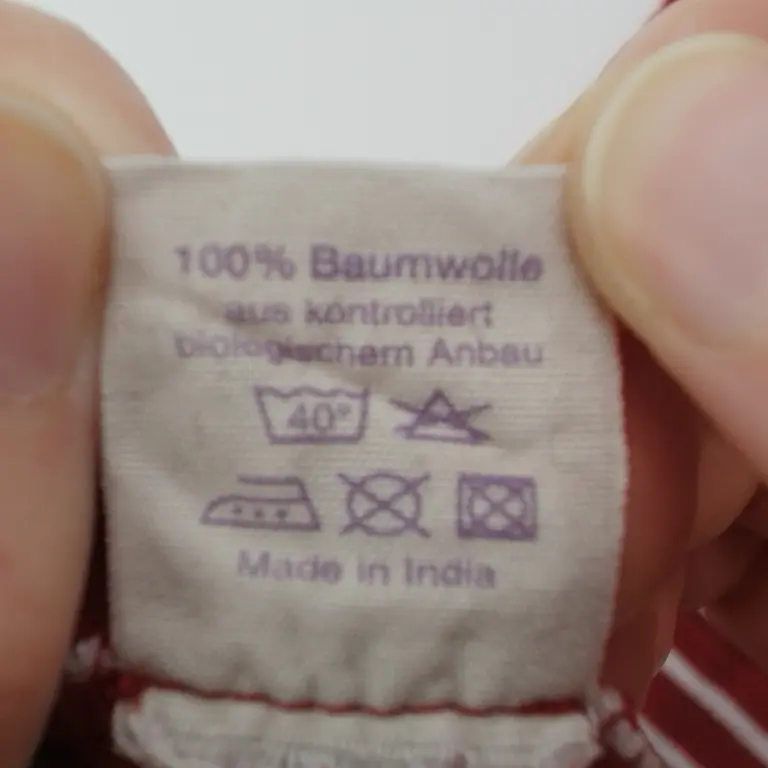 100% Baumwolle
aus kontrolliert
biologischem Anbau
40°
Made in India